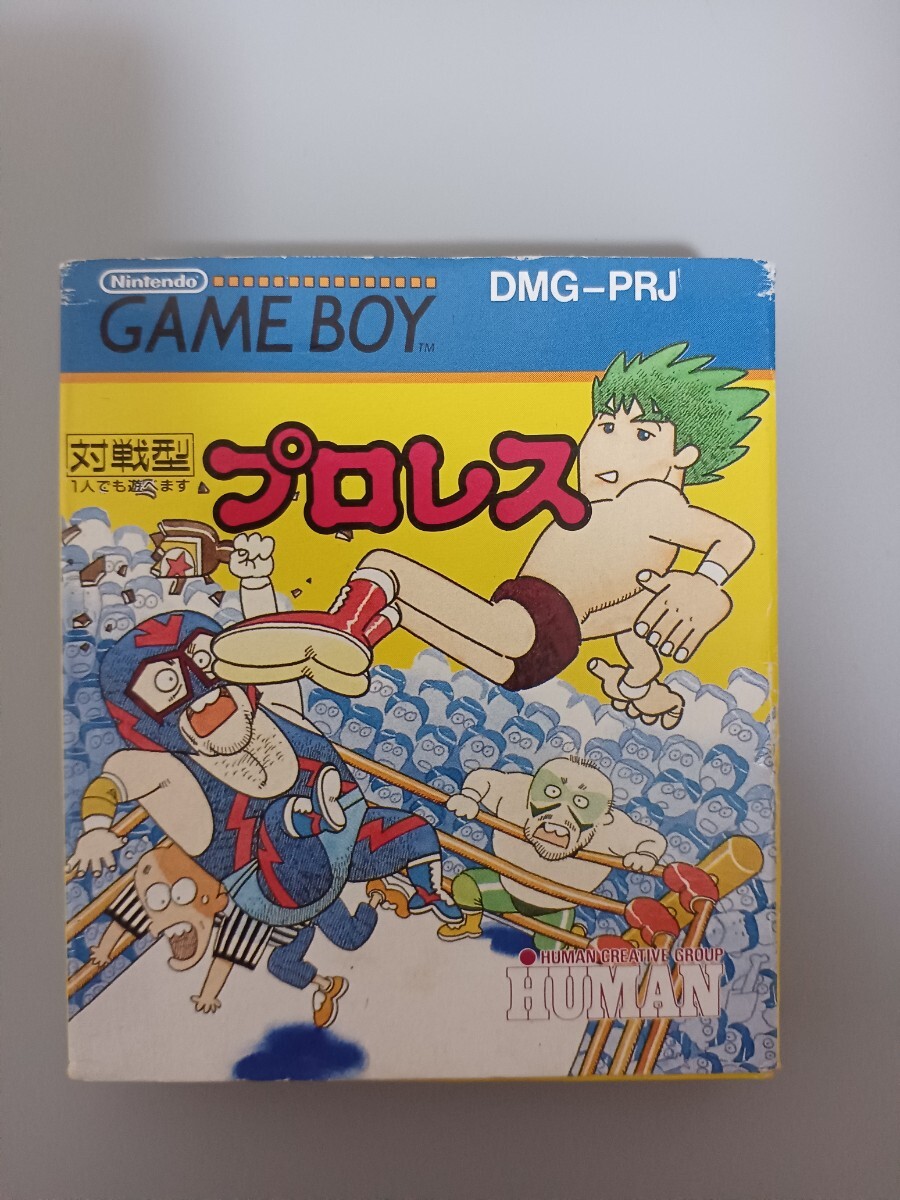 Nintendo
GAME BOY™
DMG-PRJ
対戦型
1人でも遊べます
プロレス
HUMAN CREATIVE GROUP
HUMAN